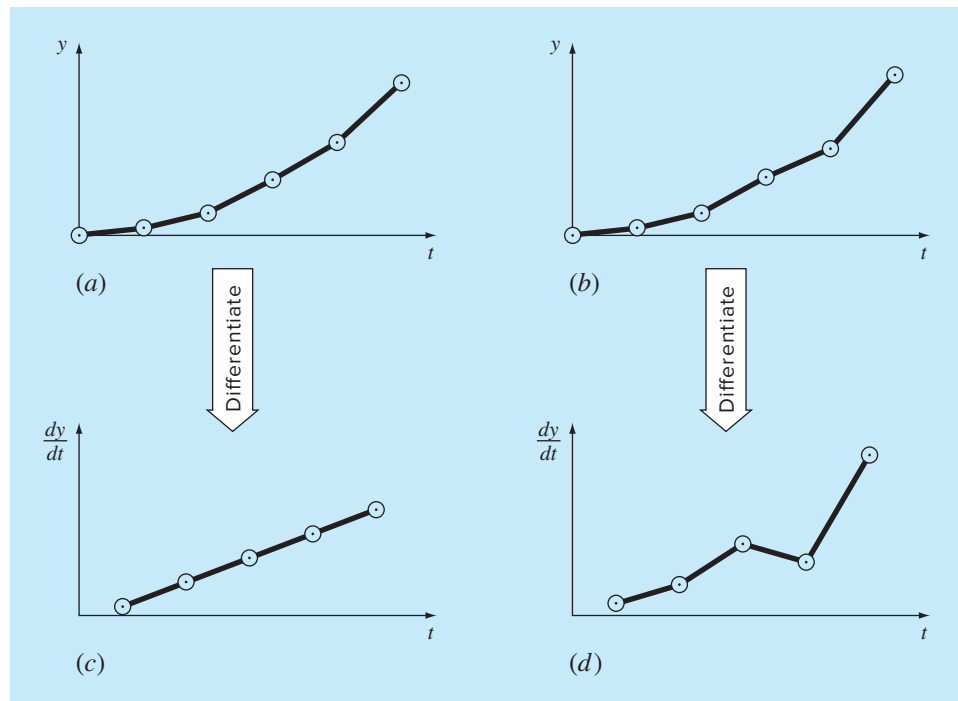 y
t
(a)
y
t
(b)
Differentiate
Differentiate
dy
dt
t
(c)
dy
dt
t
(d)